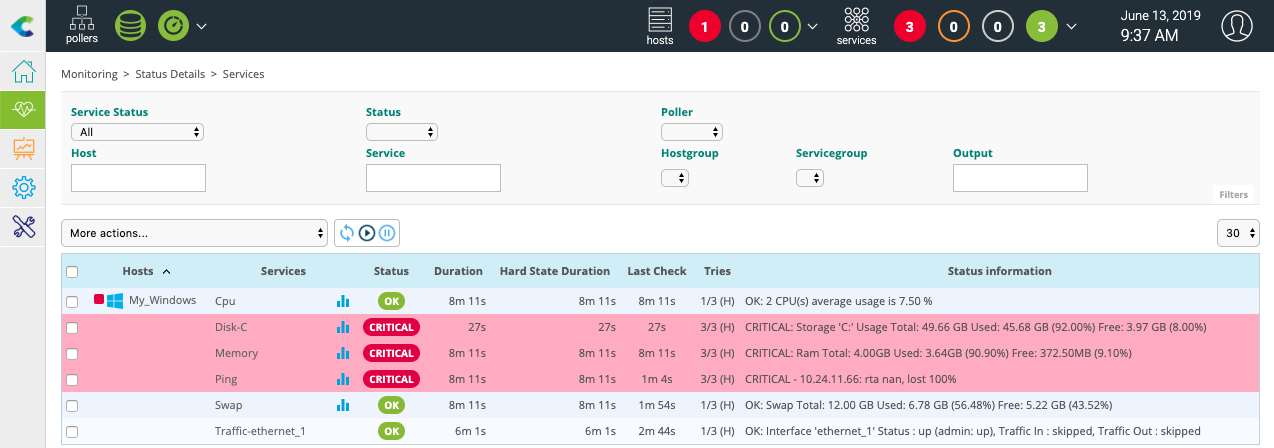 pollers
hosts
1 0 0
services
3 0 0 3
June 13, 2019
9:37 AM
Monitoring > Status Details > Services
Service Status Status Poller
All
Host Service Hostgroup Servicegroup Output
Filters
More actions...
30
Hosts Services Status Duration Hard State Duration Last Check Tries Status information
My_Windows Cpu OK 8m 11s 8m 11s 8m 11s 1/3 (H) OK: 2 CPU(s) average usage is 7.50 %
Disk-C CRITICAL 27s 27s 27s 3/3 (H) CRITICAL: Storage 'C:' Usage Total: 49.66 GB Used: 45.68 GB (92.00%) Free: 3.97 GB (8.00%)
Memory CRITICAL 8m 11s 8m 11s 8m 11s 3/3 (H) CRITICAL: Ram Total: 4.00GB Used: 3.64GB (90.90%) Free: 372.50MB (9.10%)
Ping CRITICAL 8m 11s 8m 11s 1m 4s 3/3 (H) CRITICAL - 10.24.11.66: rta nan, lost 100%
Swap OK 8m 11s 8m 11s 1m 54s 1/3 (H) OK: Swap Total: 12.00 GB Used: 6.78 GB (56.48%) Free: 5.22 GB (43.52%)
Traffic-ethernet_1 OK 6m 1s 6m 1s 2m 44s 1/3 (H) OK: Interface 'ethernet_1' Status : up (admin: up), Traffic In : skipped, Traffic Out : skipped